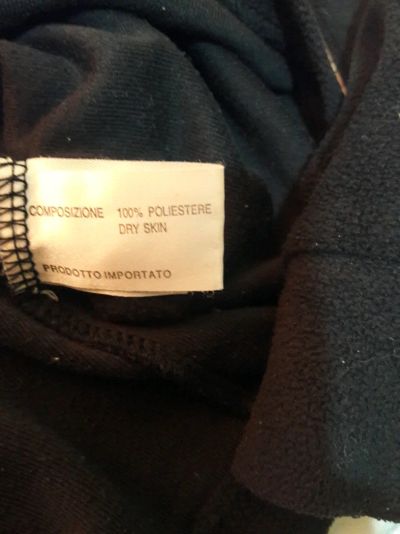 COMPOSIZIONE 100% POLIESTERE
DRY SKIN
PRODOTTO IMPORTATO